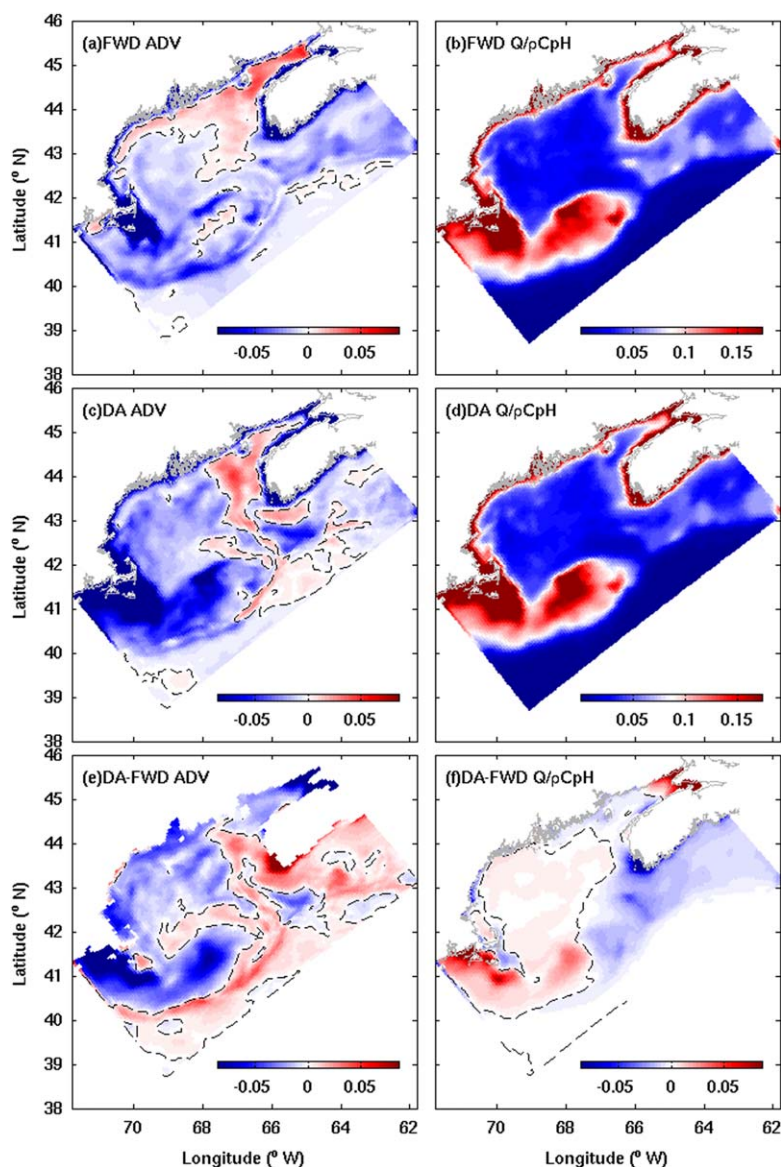 46
(a)FWD ADV
(b)FWD Q/ρCpH
45
44
43
Latitude (° N)
Latitude (° N)
42
41
40
39
-0.05 0 0.05
0.05 0.1 0.15
38
46
(c)DA ADV
(d)DA Q/ρCpH
45
44
43
Latitude (° N)
Latitude (° N)
42
41
40
39
-0.05 0 0.05
0.05 0.1 0.15
38
46
(e)DA-FWD ADV
(f)DA-FWD Q/ρCpH
45
44
43
Latitude (° N)
Latitude (° N)
42
41
40
39
-0.05 0 0.05
-0.05 0 0.05
38
70 68 66 64 62
70 68 66 64 62
Longitude (° W)
Longitude (° W)